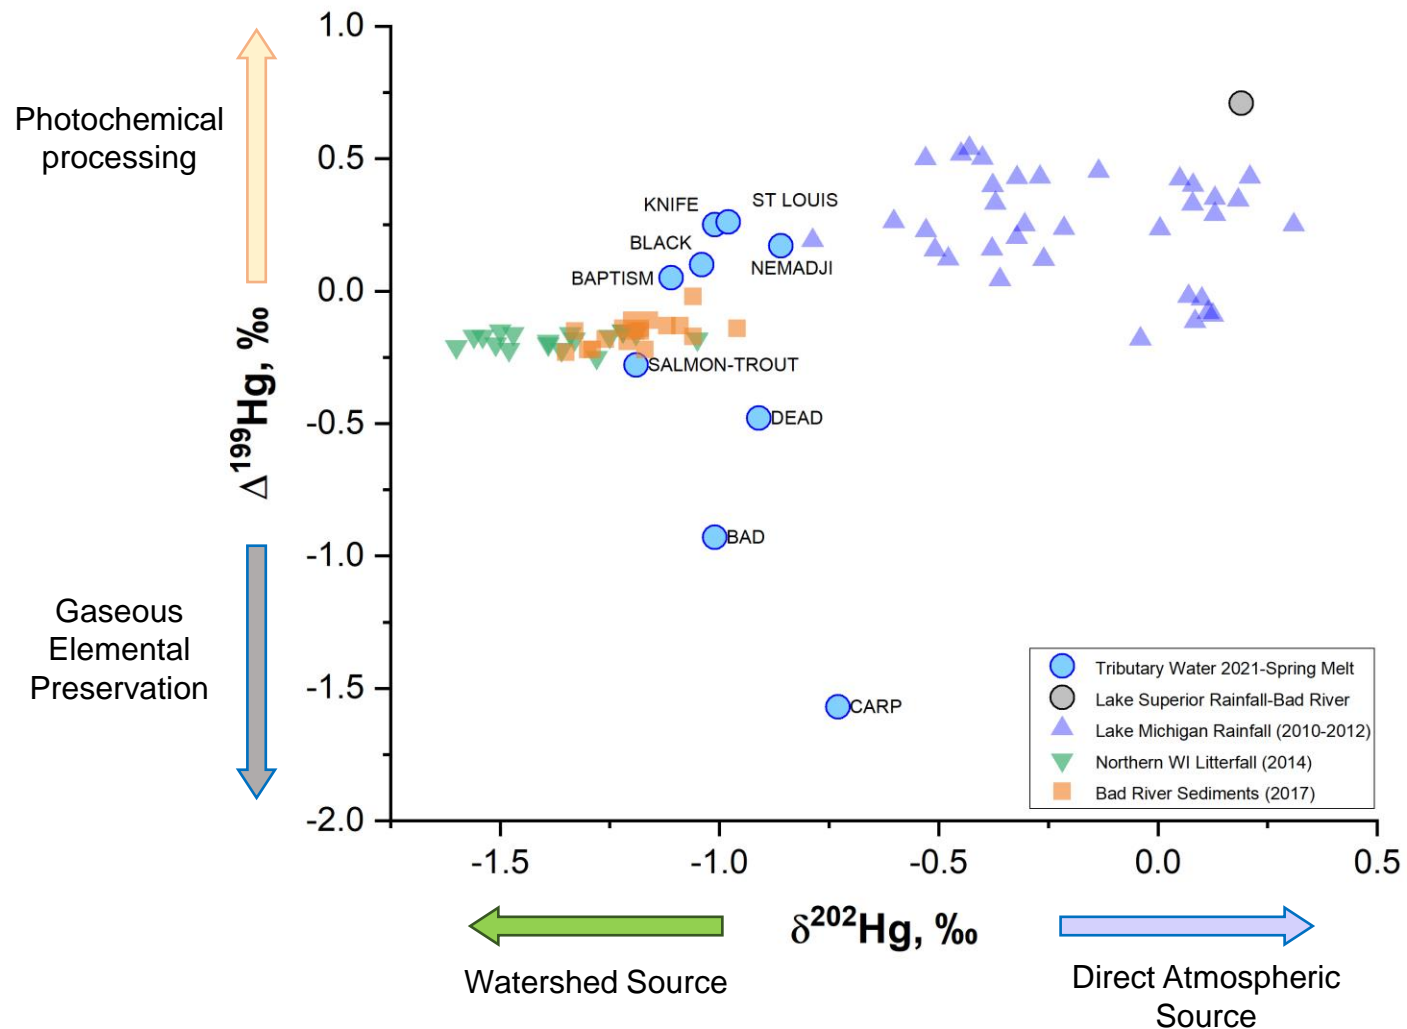 1.0
0.5
0.0
-0.5
-1.0
-1.5
-2.0
Photochemical
processing
Δ¹⁹⁹Hg, ‰
Gaseous
Elemental
Preservation
KNIFE
ST LOUIS
BLACK
NEMADJI
BAPTISM
SALMON-TROUT
DEAD
BAD
CARP
Tributary Water 2021-Spring Melt
Lake Superior Rainfall-Bad River
Lake Michigan Rainfall (2010-2012)
Northern WI Litterfall (2014)
Bad River Sediments (2017)
-1.5 -1.0 -0.5 0.0 0.5
δ²⁰²Hg, ‰
Watershed Source
Direct Atmospheric
Source